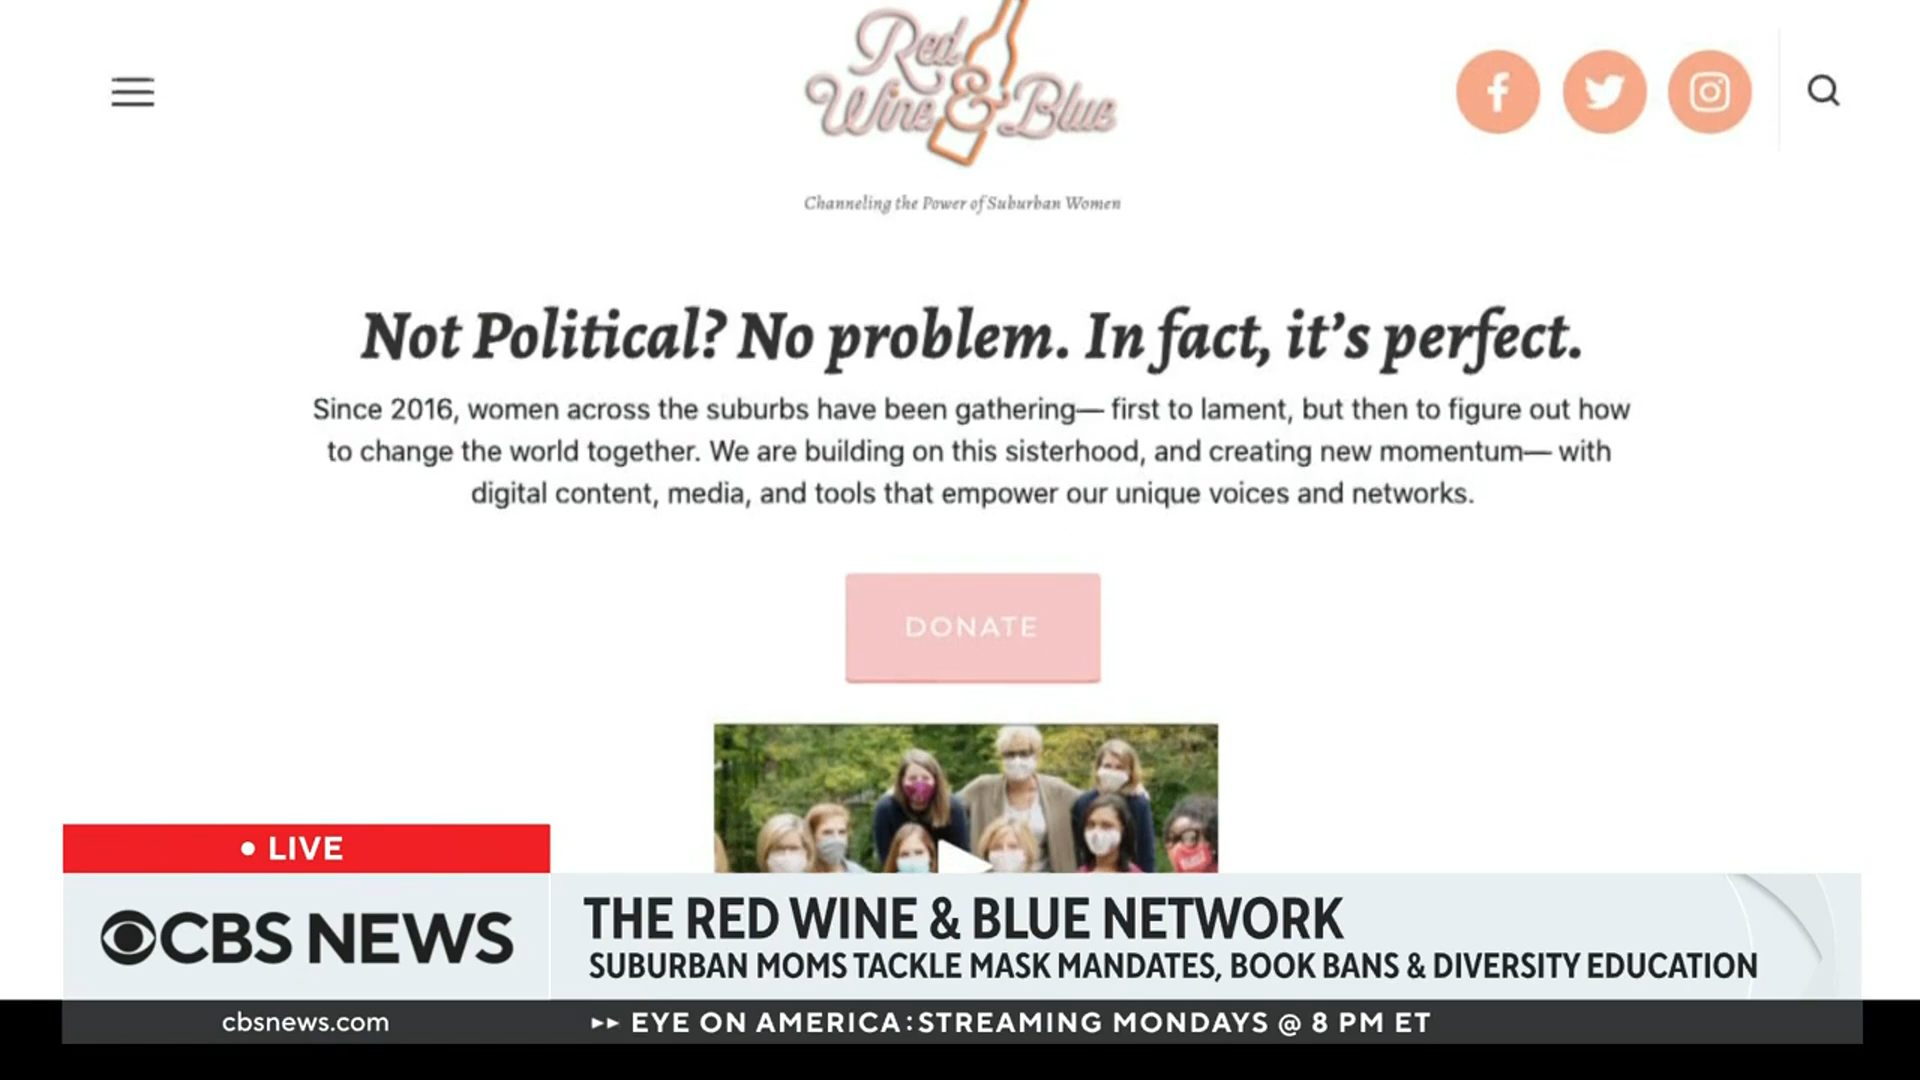 Red
Wine & Blue
Channeling the Power of Suburban Women
Not Political? No problem. In fact, it's perfect.
Since 2016, women across the suburbs have been gathering— first to lament, but then to figure out how
to change the world together. We are building on this sisterhood, and creating new momentum— with
digital content, media, and tools that empower our unique voices and networks.
DONATE
• LIVE
CBS NEWS
THE RED WINE & BLUE NETWORK
SUBURBAN MOMS TACKLE MASK MANDATES, BOOK BANS & DIVERSITY EDUCATION
cbsnews.com
EYE ON AMERICA: STREAMING MONDAYS @ 8 PM ET